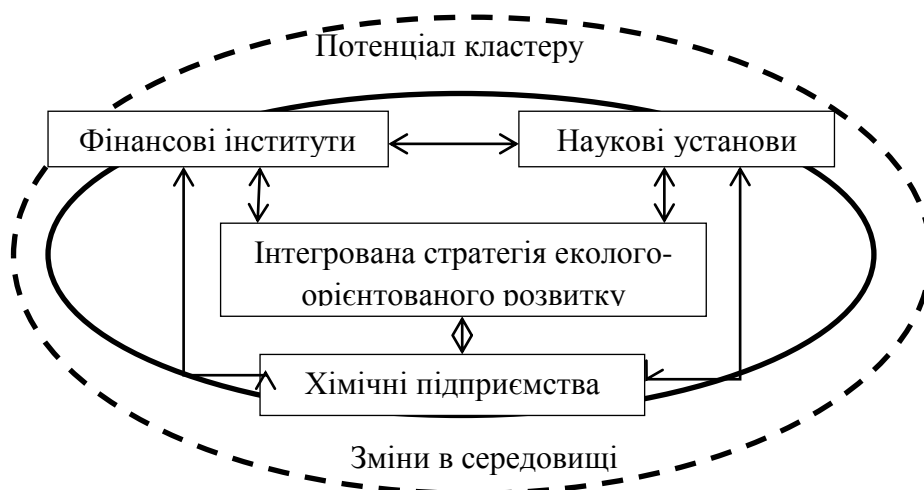 Потенціал кластеру
Фінансові інститути
Наукові установи
Інтегрована стратегія еколого-
орієнтованого розвитку
Хімічні підприємства
Зміни в середовищі